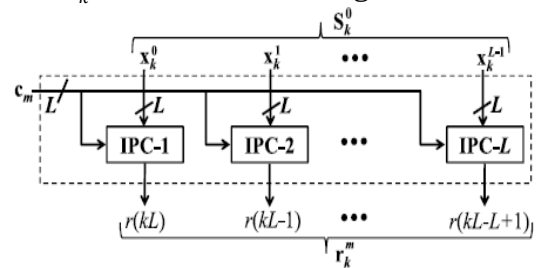 k
S_k^0
x_k^0 x_k^1 ••• x_k^{L-1}
c_m L L L L
IPC-1 IPC-2 ••• IPC-L
r(kL) r(kL-1) ••• r(kL-L+1)
r_k^m